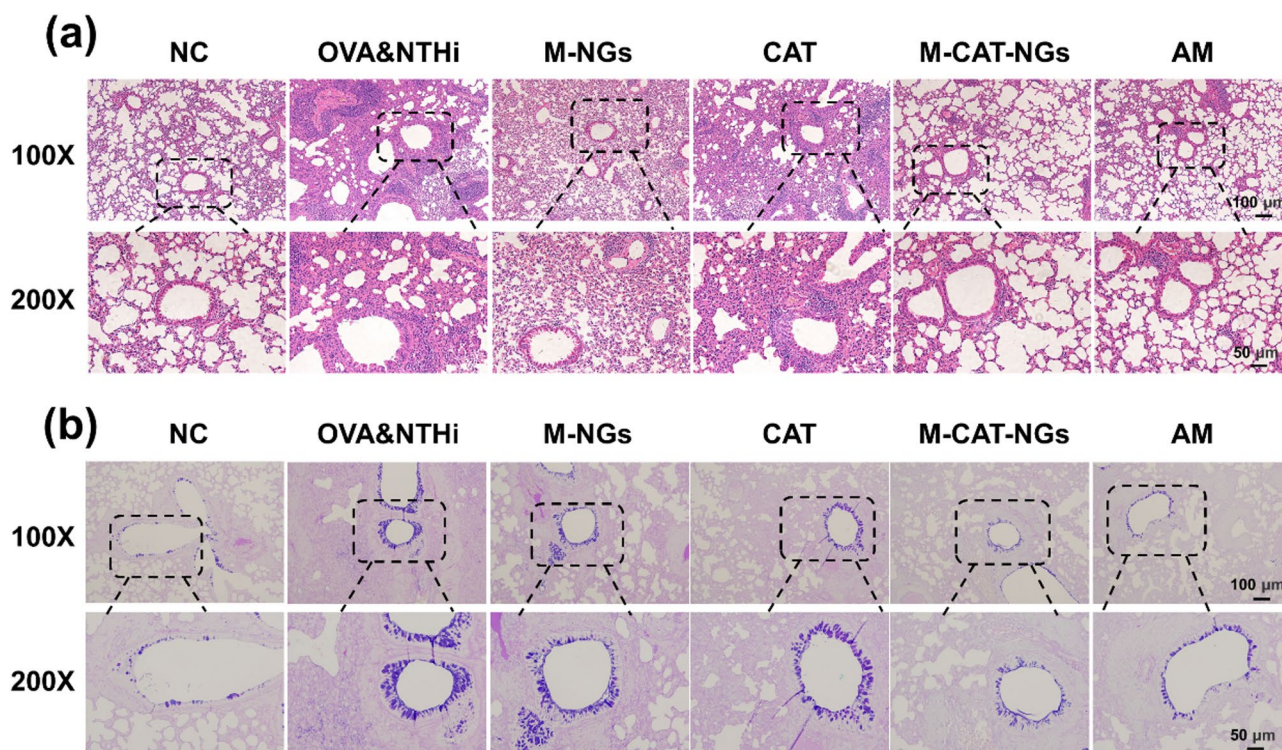 (a)
NC OVA&NTHi M-NGs CAT M-CAT-NGs AM
100X
100 µm
200X
50 µm
(b)
NC OVA&NTHi M-NGs CAT M-CAT-NGs AM
100X
100 µm
200X
50 µm